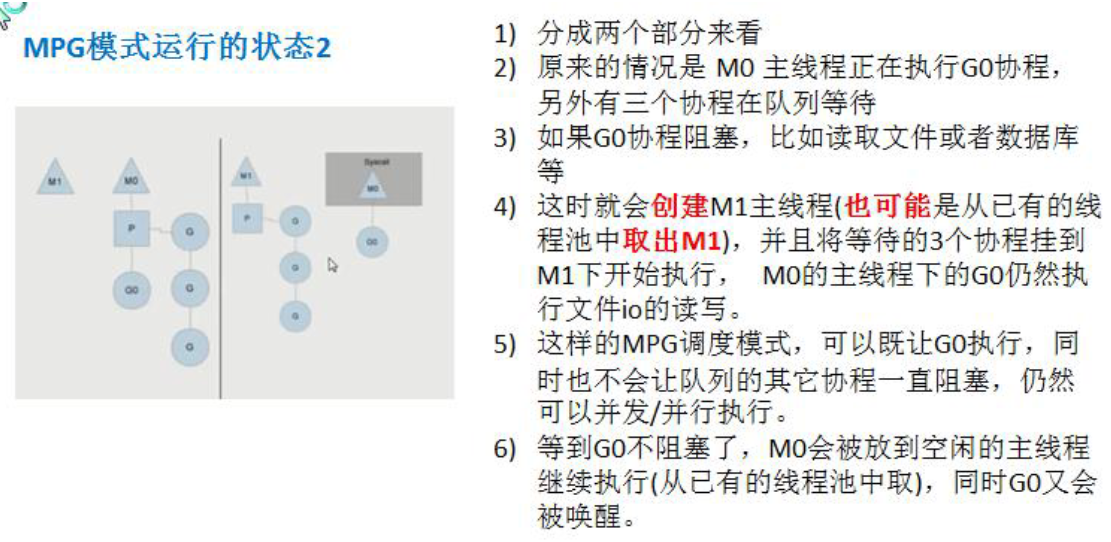 MPG模式运行的状态2
M1
M0
P
G
G0
G
G
M1
P
G
G
G
Syscall
M0
G0
1) 分成两个部分来看
2) 原来的情况是 M0 主线程正在执行G0协程，
另外有三个协程在队列等待
3) 如果G0协程阻塞，比如读取文件或者数据库
等
4) 这时就会创建M1主线程(也可能是从已有的线
程池中取出M1)，并且将等待的3个协程挂到
M1下开始执行， M0的主线程下的G0仍然执
行文件io的读写。
5) 这样的MPG调度模式，可以既让G0执行，同
时也不会让队列的其它协程一直阻塞，仍然
可以并发/并行执行。
6) 等到G0不阻塞了，M0会被放到空闲的主线程
继续执行(从已有的线程池中取)，同时G0又会
被唤醒。